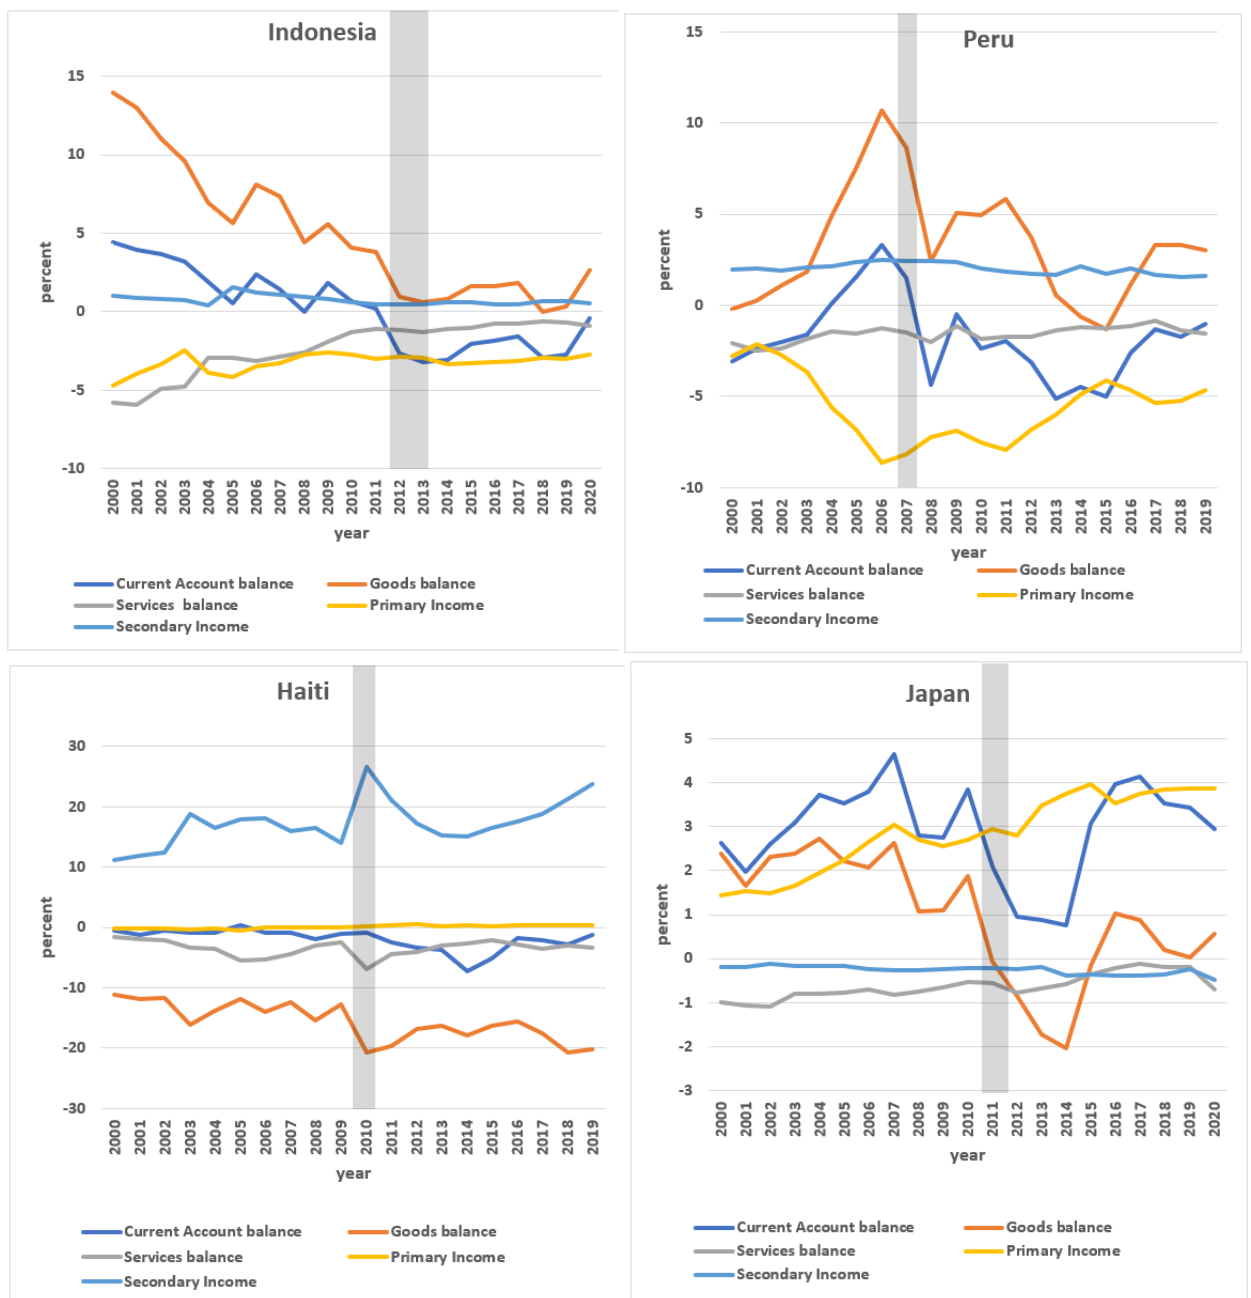 Indonesia
percent
15
10
5
0
-5
-10
2000 2001 2002 2003 2004 2005 2006 2007 2008 2009 2010 2011 2012 2013 2014 2015 2016 2017 2018 2019 2020
year
Current Account balance Goods balance
Services balance Primary Income
Secondary Income
Peru
percent
15
10
5
0
-5
-10
2000 2001 2002 2003 2004 2005 2006 2007 2008 2009 2010 2011 2012 2013 2014 2015 2016 2017 2018 2019
year
Current Account balance Goods balance
Services balance Primary Income
Secondary Income
Haiti
percent
30
20
10
0
-10
-20
-30
2000 2001 2002 2003 2004 2005 2006 2007 2008 2009 2010 2011 2012 2013 2014 2015 2016 2017 2018 2019
year
Current Account balance Goods balance
Services balance Primary Income
Secondary Income
Japan
percent
5
4
3
2
1
0
-1
-2
-3
2000 2001 2002 2003 2004 2005 2006 2007 2008 2009 2010 2011 2012 2013 2014 2015 2016 2017 2018 2019 2020
year
Current Account balance Goods balance
Services balance Primary Income
Secondary Income